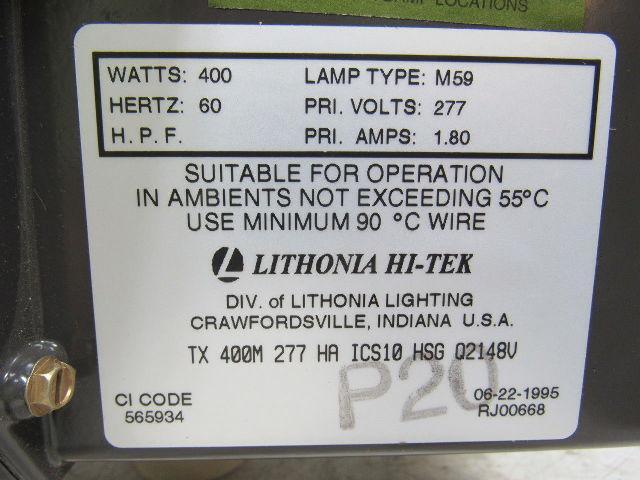 LOCATIONS
WATTS: 400 LAMP TYPE: M59
HERTZ: 60 PRI. VOLTS: 277
H. P. F. PRI. AMPS: 1.80
SUITABLE FOR OPERATION
IN AMBIENTS NOT EXCEEDING 55°C
USE MINIMUM 90 °C WIRE
LITHONIA HI-TEK
DIV. of LITHONIA LIGHTING
CRAWFORDSVILLE, INDIANA U.S.A.
TX 400M 277 HA ICS10 HSG Q2148V
P20
CI CODE 06-22-1995
565934 RJ00668